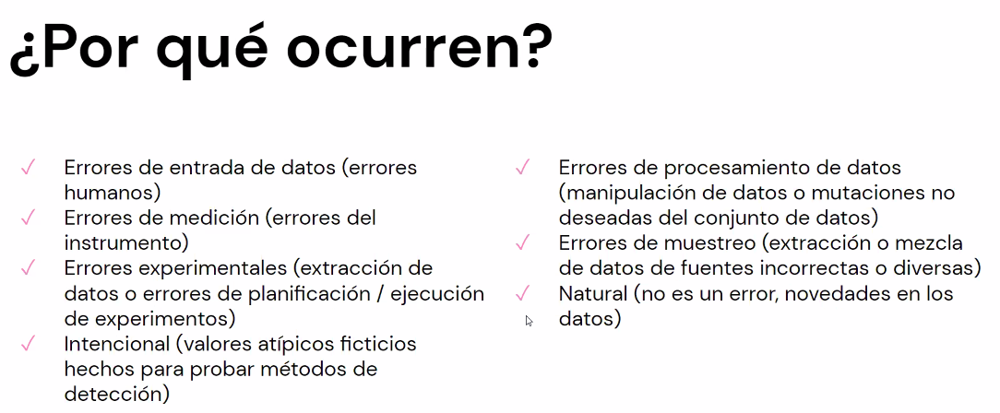 ¿Por qué ocurren?
✓ Errores de entrada de datos (errores
humanos)
✓ Errores de medición (errores del
instrumento)
✓ Errores experimentales (extracción de
datos o errores de planificación / ejecución
de experimentos)
✓ Intencional (valores atípicos ficticios
hechos para probar métodos de
detección)
✓ Errores de procesamiento de datos
(manipulación de datos o mutaciones no
deseadas del conjunto de datos)
✓ Errores de muestreo (extracción o mezcla
de datos de fuentes incorrectas o diversas)
✓ Natural (no es un error, novedades en los
datos)